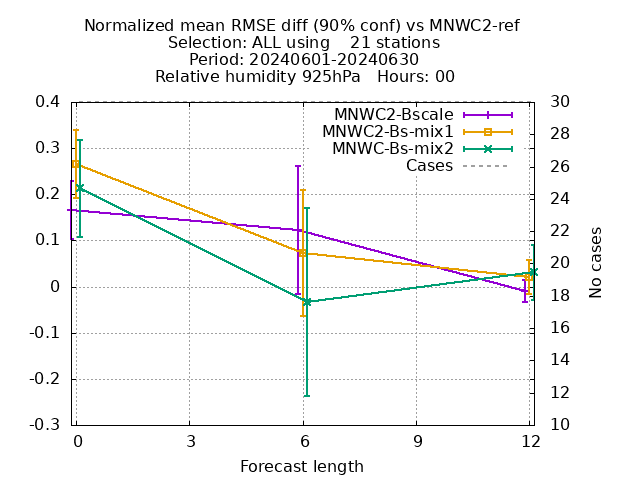 Normalized mean RMSE diff (90% conf) vs MNWC2-ref
Selection: ALL using    21 stations
Period: 20240601-20240630
Relative humidity 925hPa   Hours: 00
MNWC2-Bscale
MNWC2-Bs-mix1
MNWC-Bs-mix2
Cases
0.4
0.3
0.2
0.1
0
-0.1
-0.2
-0.3
30
28
26
24
22
20
18
16
14
12
10
No cases
0 3 6 9 12
Forecast length